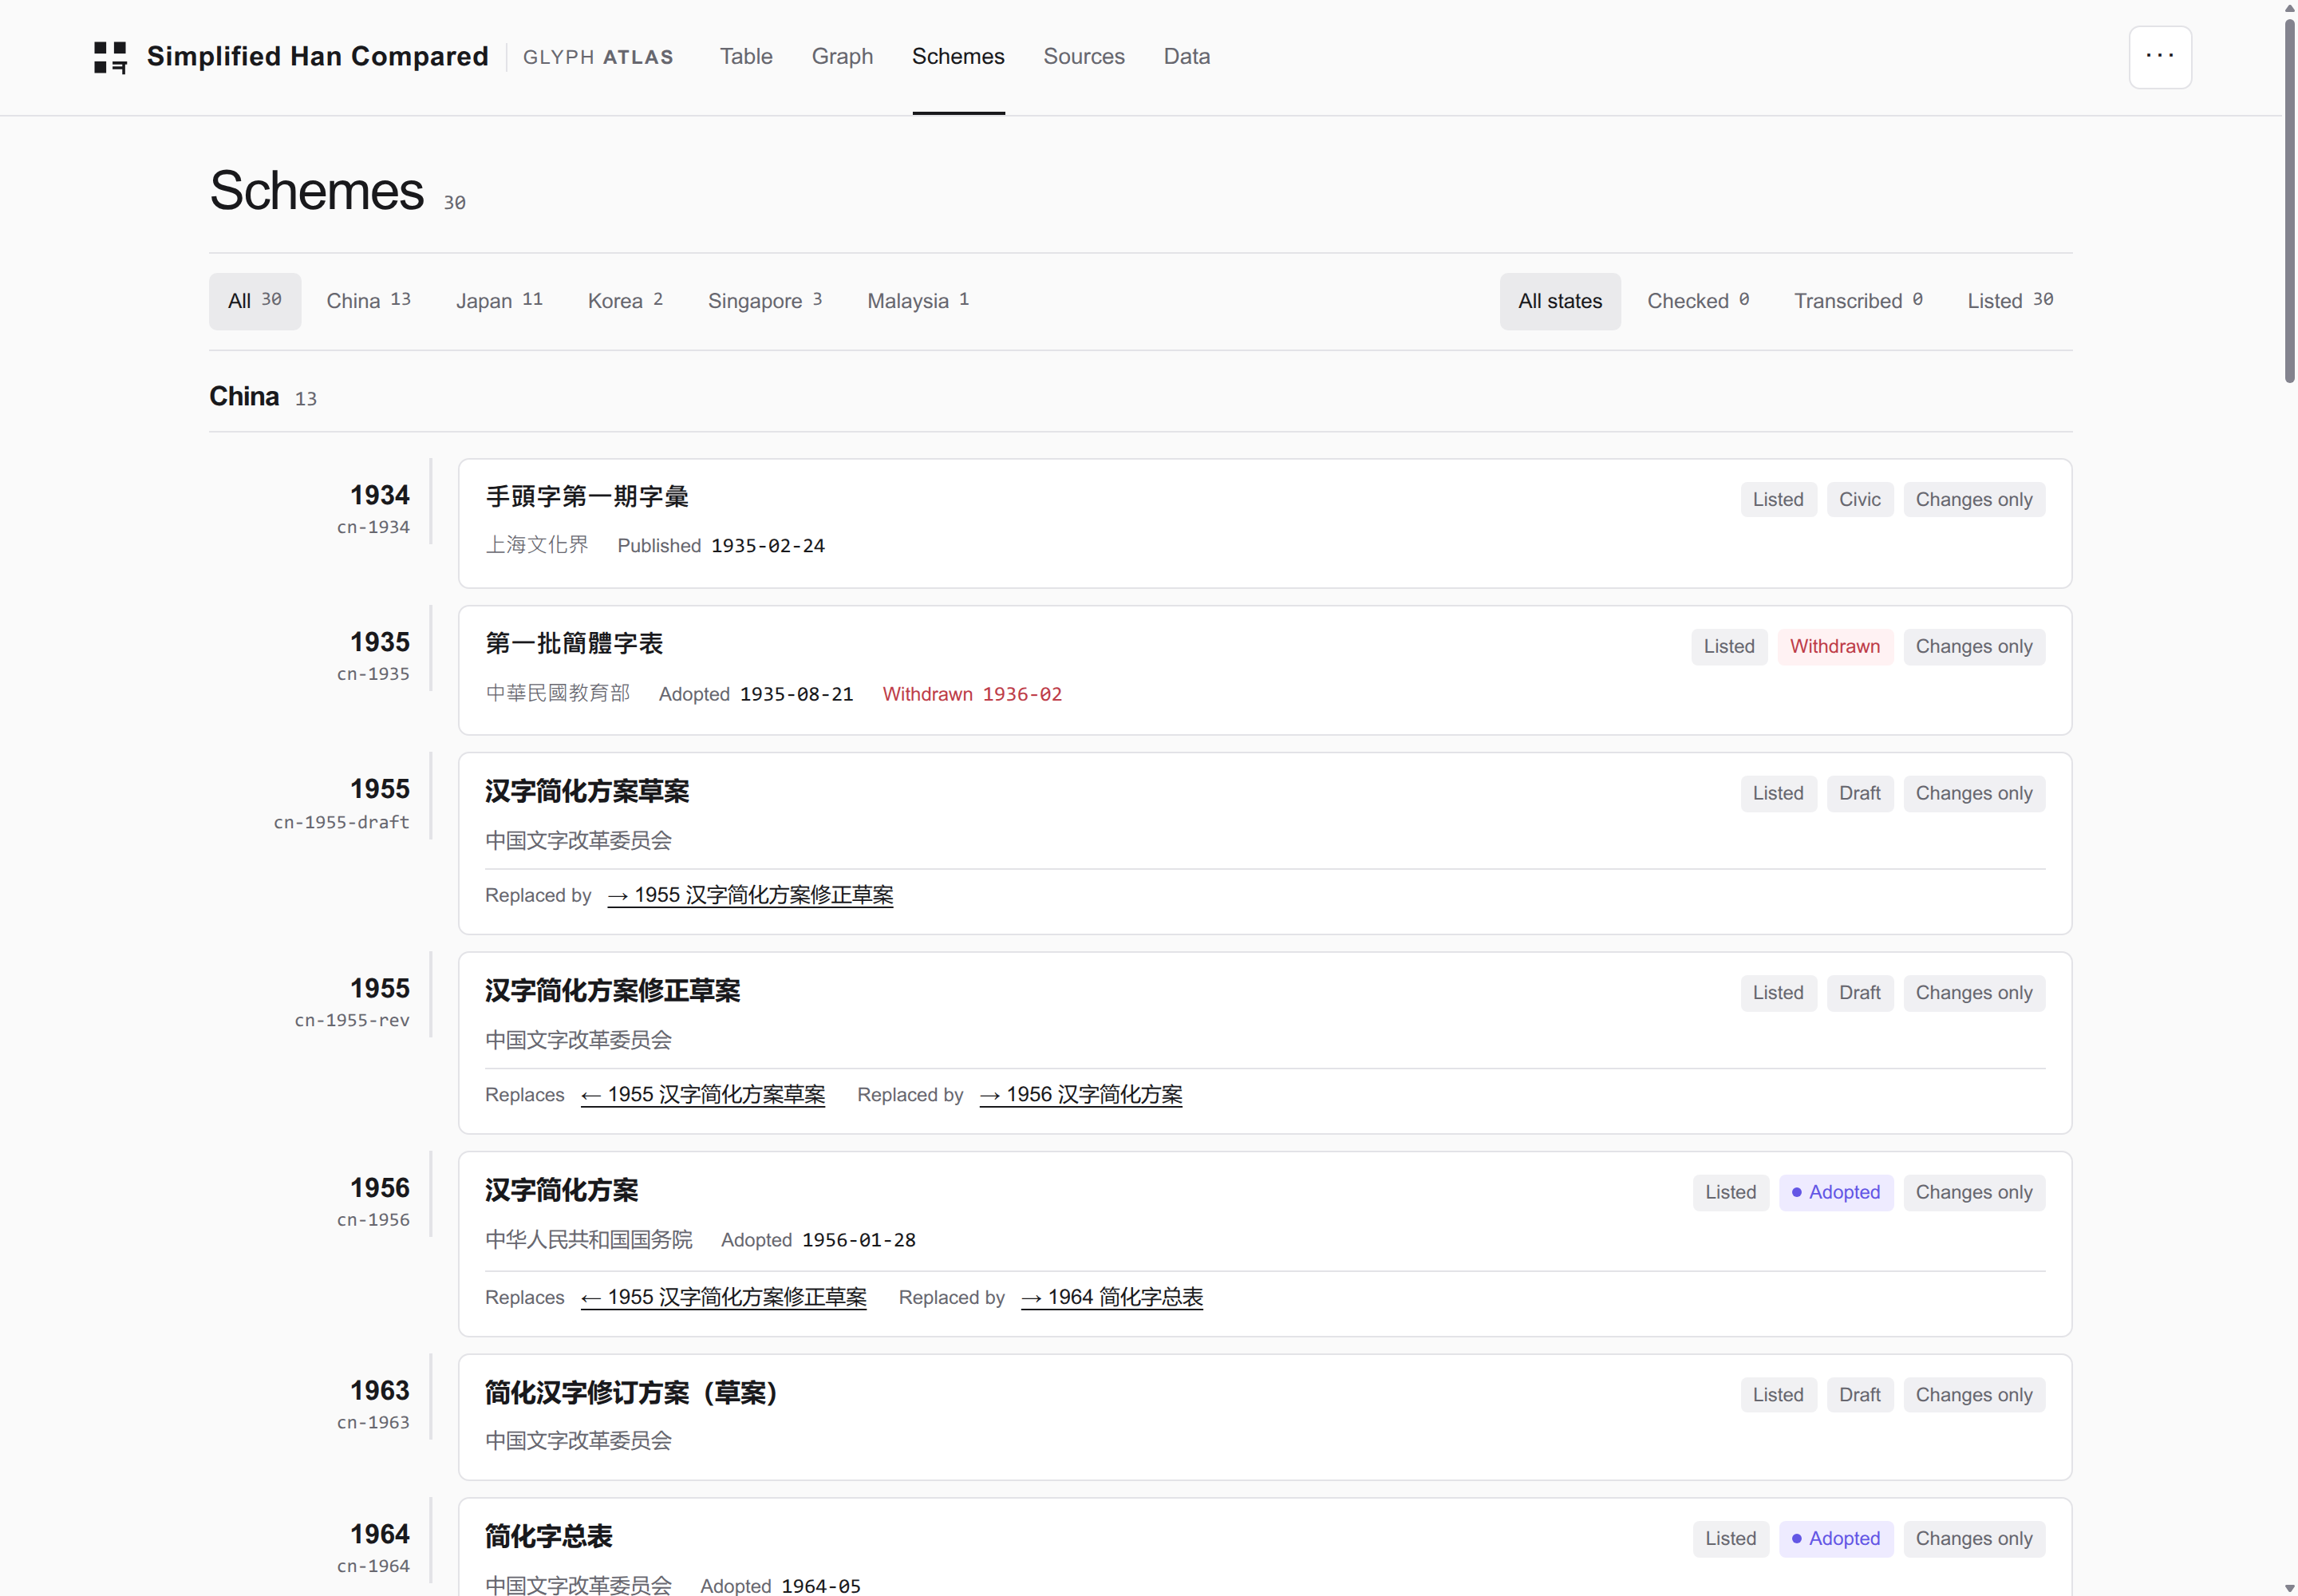 Simplified Han Compared GLYPH ATLAS Table Graph Schemes Sources Data ···
Schemes 30
All 30 China 13 Japan 11 Korea 2 Singapore 3 Malaysia 1 All states Checked 0 Transcribed 0 Listed 30
China 13
1934 手頭字第一期字彙 Listed Civic Changes only
cn-1934 上海文化界 Published 1935-02-24
1935 第一批簡體字表 Listed Withdrawn Changes only
cn-1935 中華民國教育部 Adopted 1935-08-21 Withdrawn 1936-02
1955 汉字简化方案草案 Listed Draft Changes only
cn-1955-draft 中国文字改革委员会
Replaced by → 1955 汉字简化方案修正草案
1955 汉字简化方案修正草案 Listed Draft Changes only
cn-1955-rev 中国文字改革委员会
Replaces ← 1955 汉字简化方案草案 Replaced by → 1956 汉字简化方案
1956 汉字简化方案 Listed Adopted Changes only
cn-1956 中华人民共和国国务院 Adopted 1956-01-28
Replaces ← 1955 汉字简化方案修正草案 Replaced by → 1964 简化字总表
1963 简化汉字修订方案（草案） Listed Draft Changes only
cn-1963 中国文字改革委员会
1964 简化字总表 Listed Adopted Changes only
cn-1964 中国文字改革委员会 Adopted 1964-05